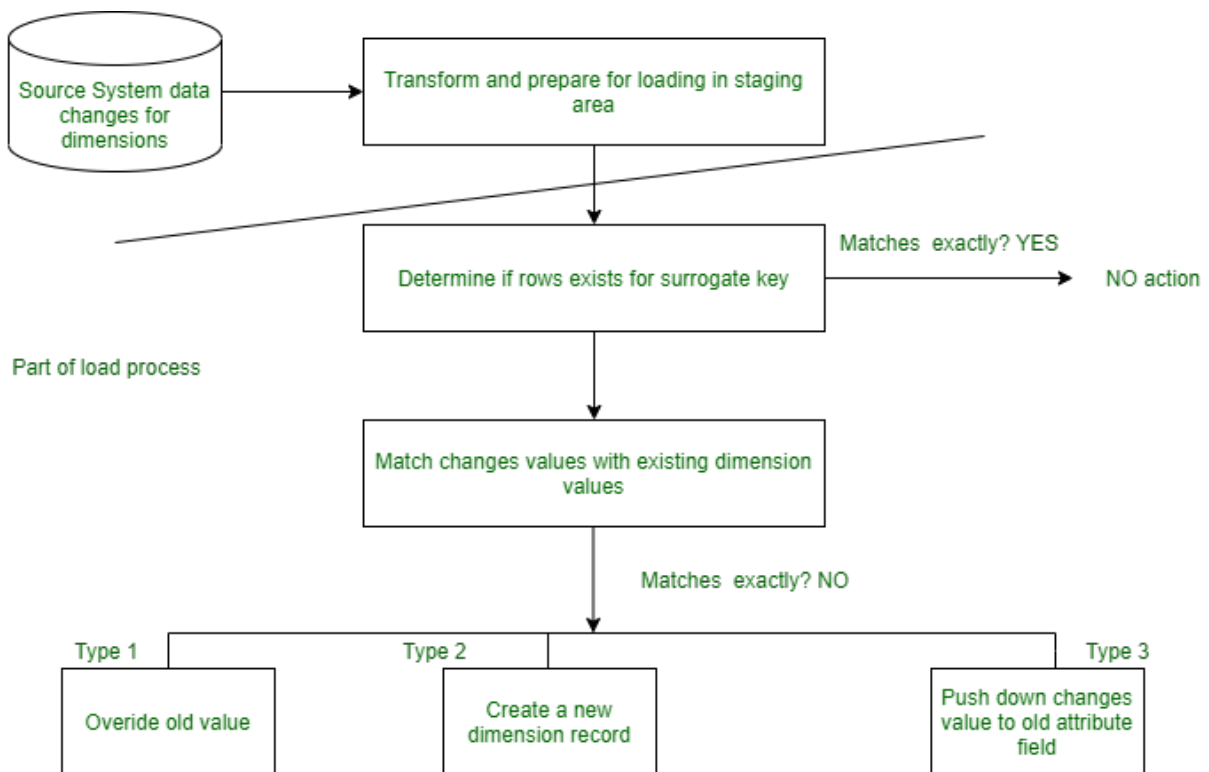 Source System data
changes for
dimensions
Transform and prepare for loading in staging
area
Matches exactly? YES
Determine if rows exists for surrogate key
NO action
Part of load process
Match changes values with existing dimension
values
Matches exactly? NO
Type 1
Type 2
Type 3
Overide old value
Create a new
dimension record
Push down changes
value to old attribute
field